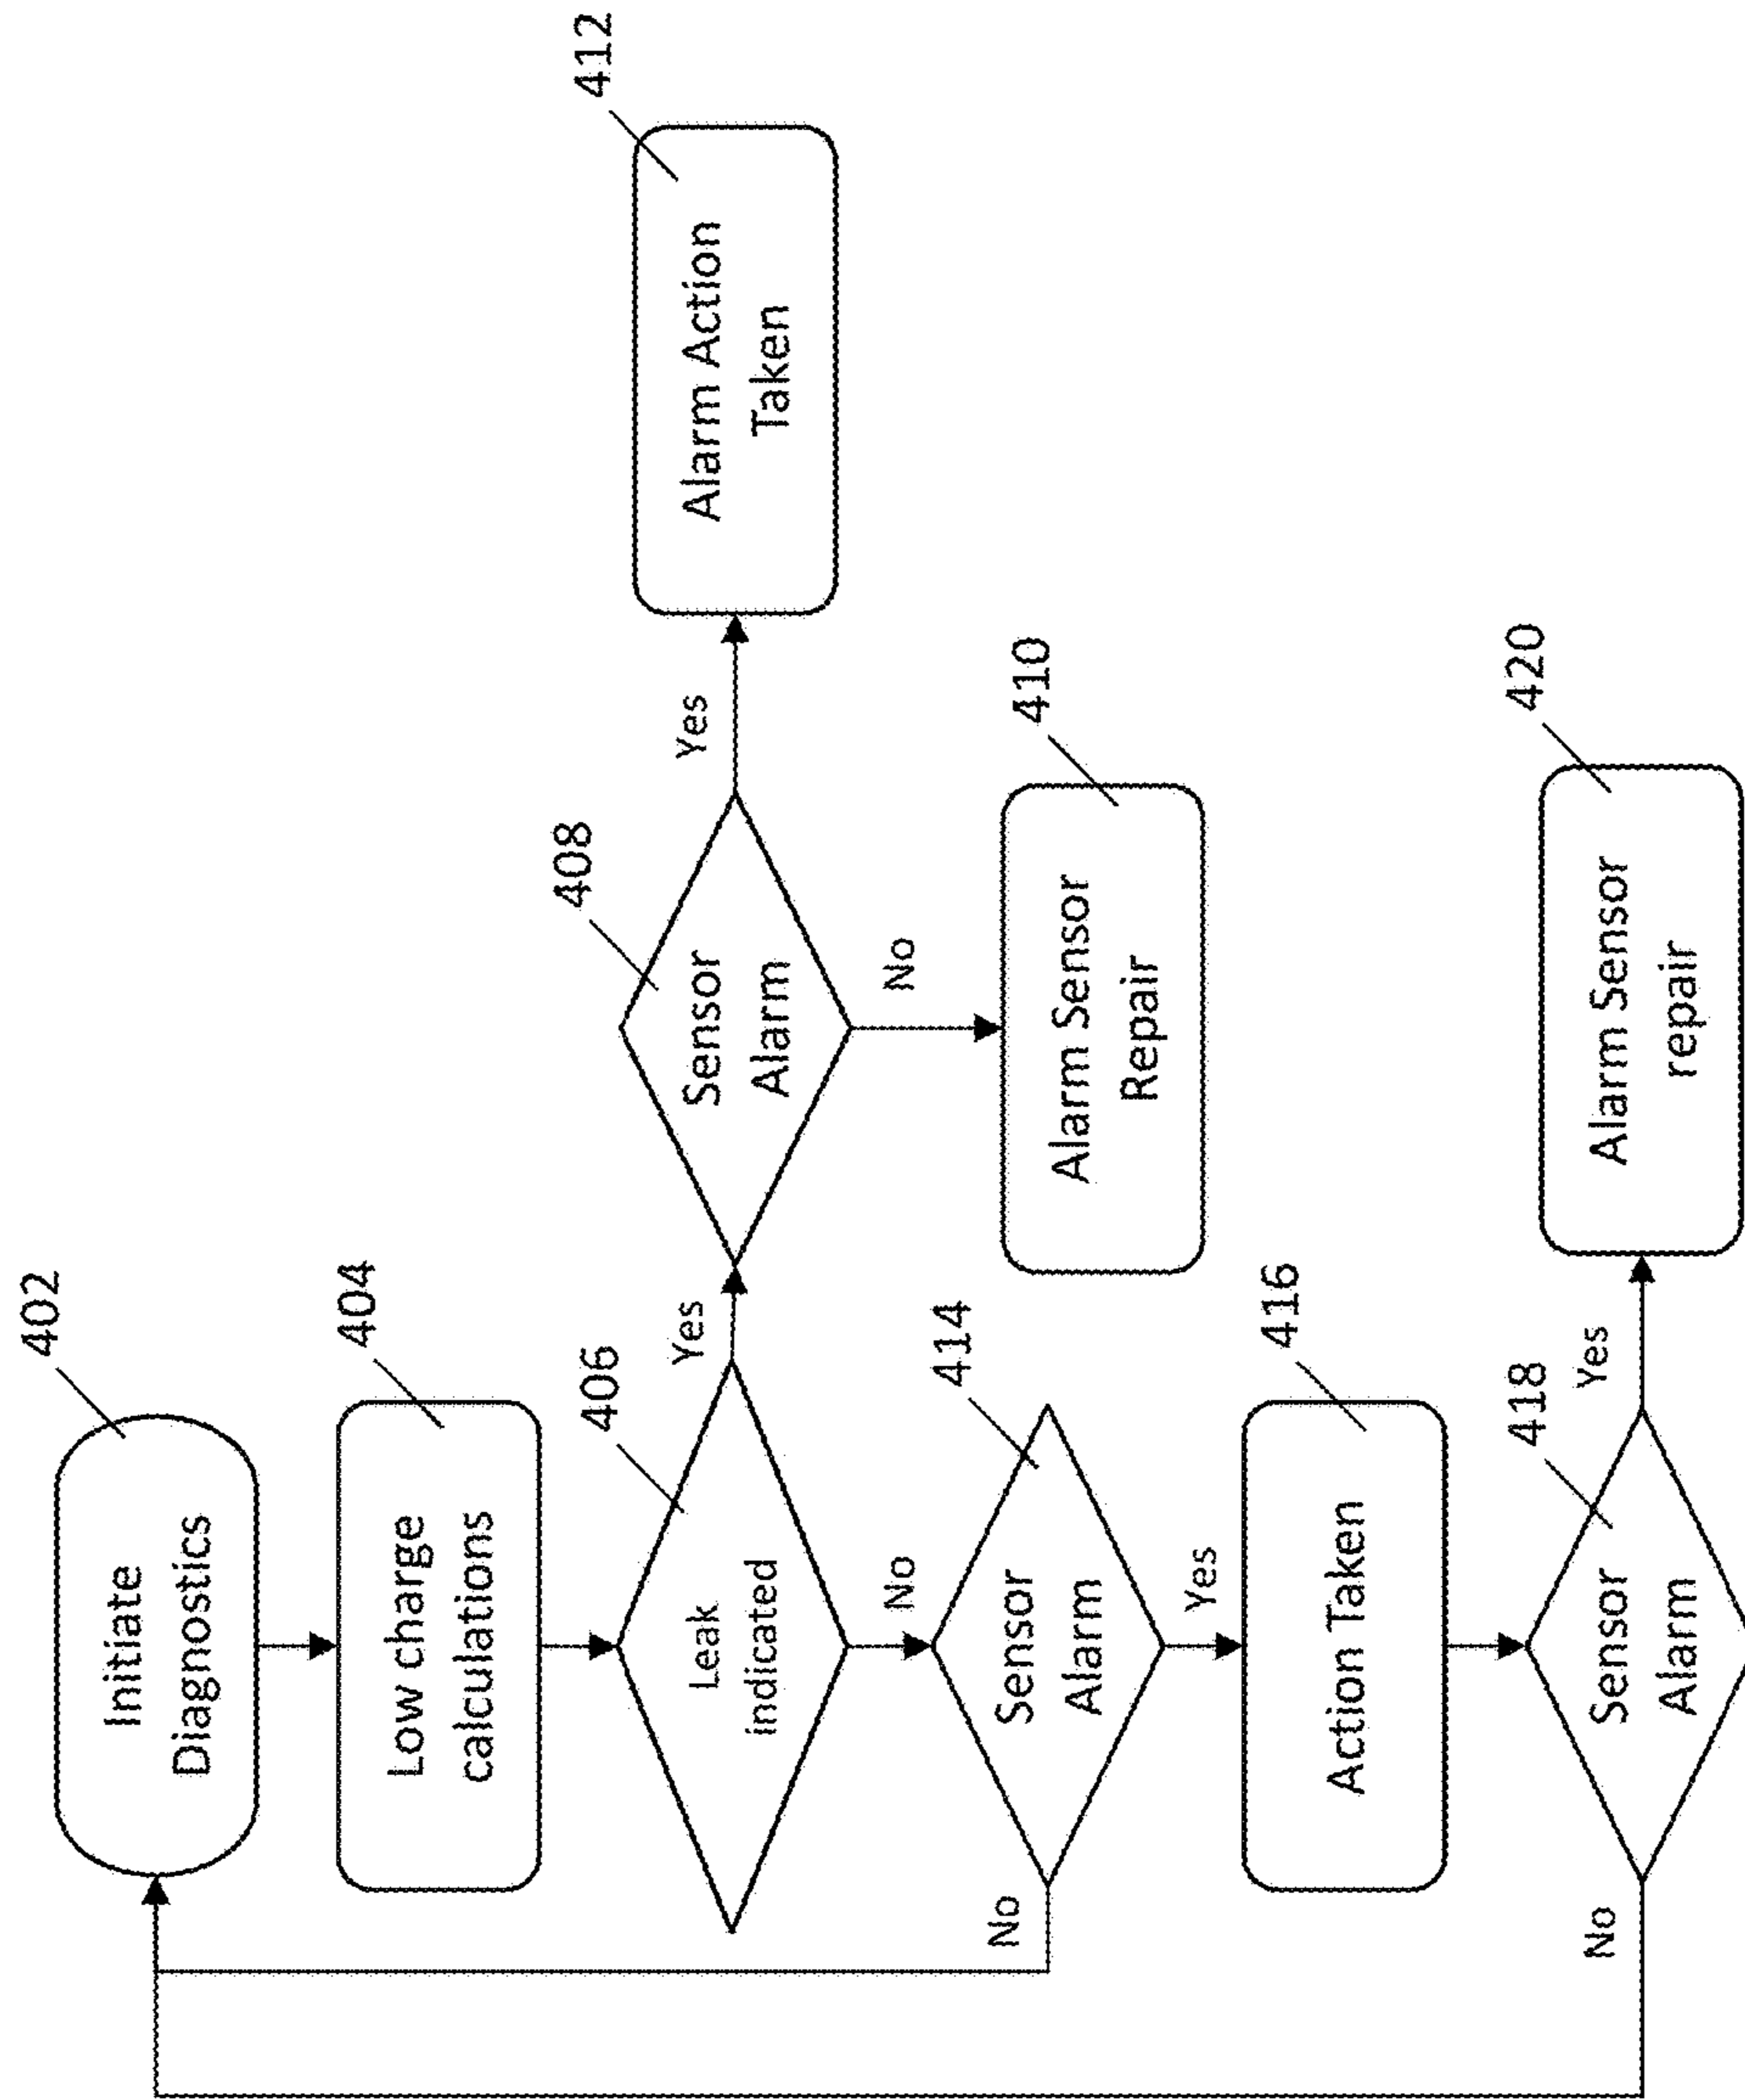 402
Initiate
Diagnostics
404
Low charge
calculations
406
Leak
indicated
Yes
408
Sensor
Alarm
Yes
412
Alarm Action
Taken
No
410
Alarm Sensor
Repair
No
414
Sensor
Alarm
No
Yes
416
Action Taken
418
Sensor
Alarm
No
Yes
420
Alarm Sensor
repair